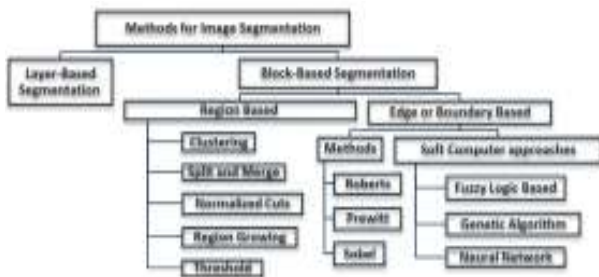 Methods for Image Segmentation
Layer-Based
Segmentation
Block-Based Segmentation
Region Based
Edge or Boundary Based
Clustering
Split and Merge
Normalized Cuts
Region Growing
Threshold
Methods
Roberts
Prewitt
Sobel
Soft Computer approaches
Fuzzy Logic Based
Genetic Algorithm
Neural Network